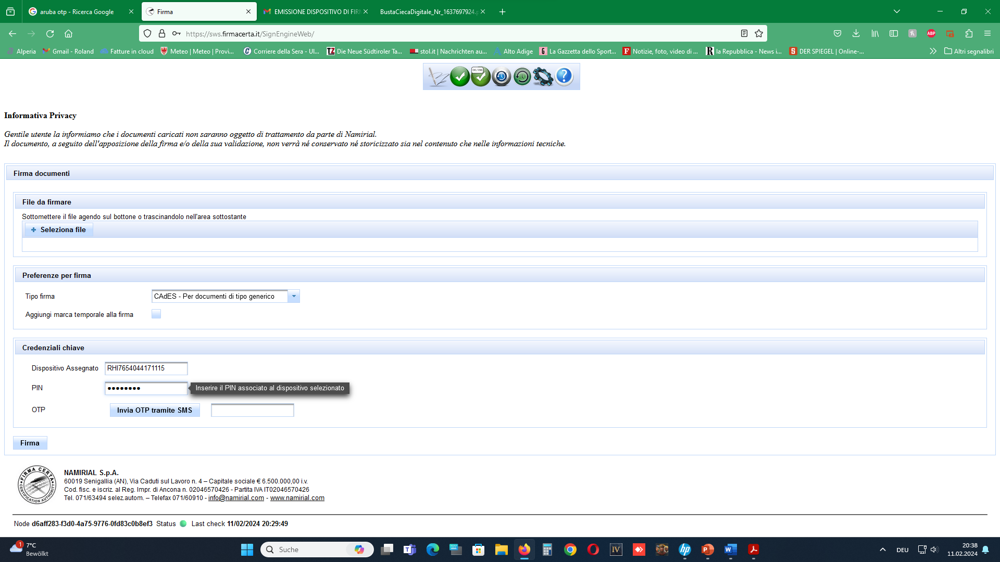 aruba otp - Ricerca Google
Firma
EMISSIONE DISPOSITIVO DI FIR
BustaCiecaDigitale_Nr_1637697924.p
https://sws.firmacerta.it/SignEngineWeb/
ABP
Alperia
Gmail - Roland
Fatture in cloud
Meteo | Meteo | Provi...
Corriere della Sera - Ul...
TZ Die Neue Südtiroler Ta...
stol.it | Nachrichten au...
Alto Adige
G La Gazzetta dello Sport...
F Notizie, foto, video di ...
R la Repubblica - News i...
S DER SPIEGEL | Online-...
Altri segnalibri
CIE / CNS
Informativa Privacy
Gentile utente la informiamo che i documenti caricati non saranno oggetto di trattamento da parte di Namirial.
Il documento, a seguito dell'apposizione della firma e/o della sua validazione, non verrà né conservato né storicizzato sia nel contenuto che nelle informazioni tecniche.
Firma documenti
File da firmare
Sottomettere il file agendo sul bottone o trascinandolo nell'area sottostante
Seleziona file
Preferenze per firma
Tipo firma
CAdES - Per documenti di tipo generico
Aggiungi marca temporale alla firma
Credenziali chiave
Dispositivo Assegnato
RHI7654044171115
PIN
●●●●●●●●
Inserire il PIN associato al dispositivo selezionato
OTP
Invia OTP tramite SMS
Firma
FIRMA CERTA
CERTIFICATION AUTHORITY
NAMIRIAL S.p.A.
60019 Senigallia (AN), Via Caduti sul Lavoro n. 4 – Capitale sociale € 6.500.000,00 i.v.
Cod. fisc. e iscriz. al Reg. Impr. di Ancona n. 02046570426 - Partita IVA IT02046570426
Tel. 071/63494 selez.autom. – Telefax 071/60910 - info@namirial.com - www.namirial.com
Node d6aff283-f3d0-4a75-9776-0fd83c0b8ef3 Status Last check 11/02/2024 20:29:49
1
7°C
Bewölkt
Suche
IV
hp
DEU
20:38
11.02.2024